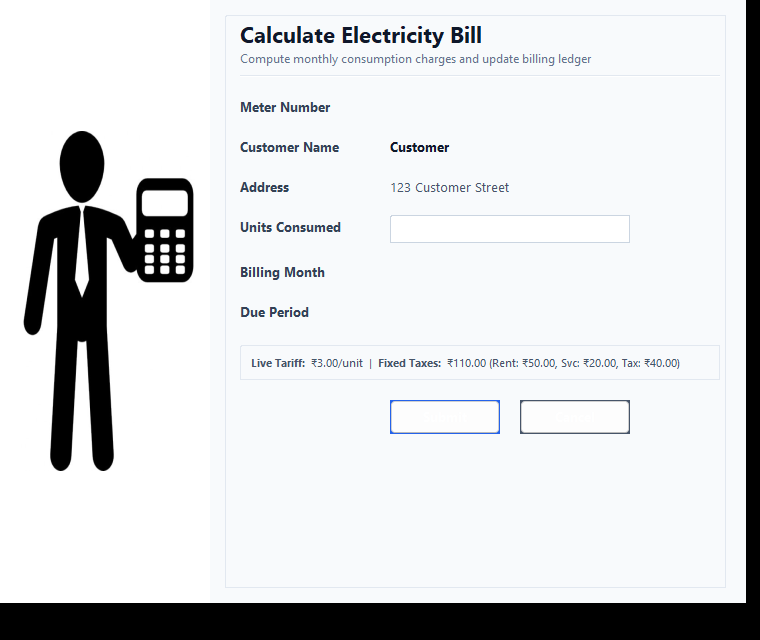 Calculate Electricity Bill
Compute monthly consumption charges and update billing ledger
Meter Number
Customer Name Customer
Address 123 Customer Street
Units Consumed
Billing Month
Due Period
Live Tariff: ₹3.00/unit | Fixed Taxes: ₹110.00 (Rent: ₹50.00, Svc: ₹20.00, Tax: ₹40.00)